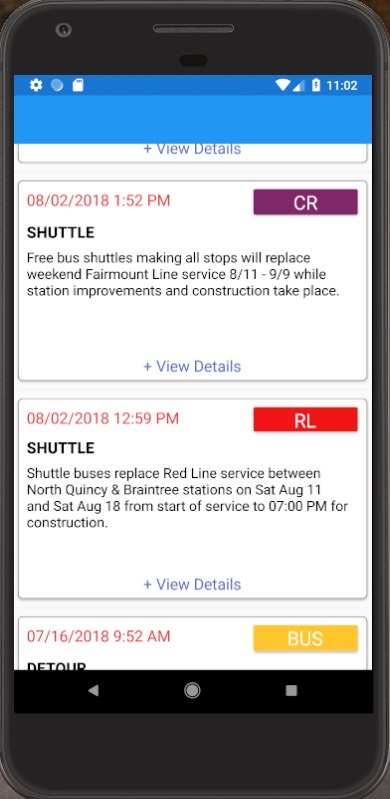 11:02
+ View Details
08/02/2018 1:52 PM CR
SHUTTLE
Free bus shuttles making all stops will replace
weekend Fairmount Line service 8/11 - 9/9 while
station improvements and construction take place.
+ View Details
08/02/2018 12:59 PM RL
SHUTTLE
Shuttle buses replace Red Line service between
North Quincy & Braintree stations on Sat Aug 11
and Sat Aug 18 from start of service to 07:00 PM for
construction.
+ View Details
07/16/2018 9:52 AM BUS
DETOUR